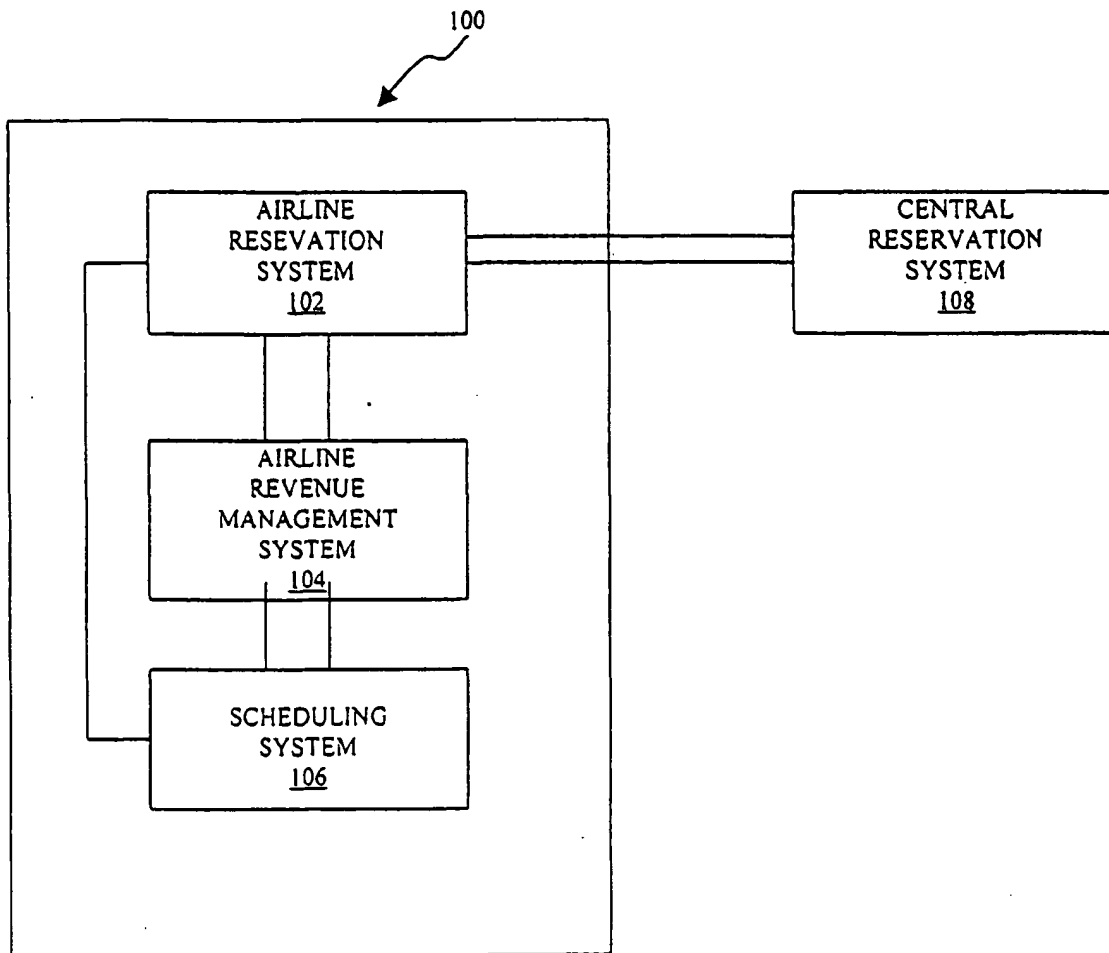 100
AIRLINE
RESEVATION
SYSTEM
102
CENTRAL
RESERVATION
SYSTEM
108
AIRLINE
REVENUE
MANAGEMENT
SYSTEM
104
SCHEDULING
SYSTEM
106